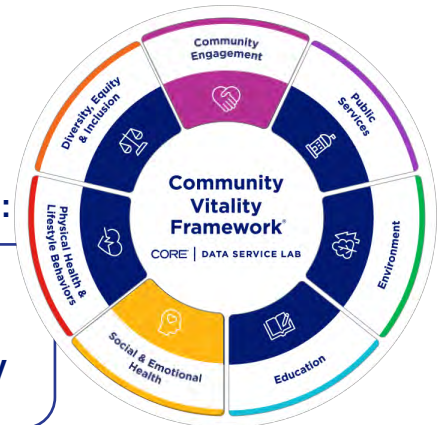 Community
Engagement
Public
Services
Environment
Education
Social & Emotional
Health
Physical Health &
Lifestyle Behaviors
Diversity, Equity
& Inclusion
Community
Vitality
Framework®
CORE | DATA SERVICE LAB
:
y